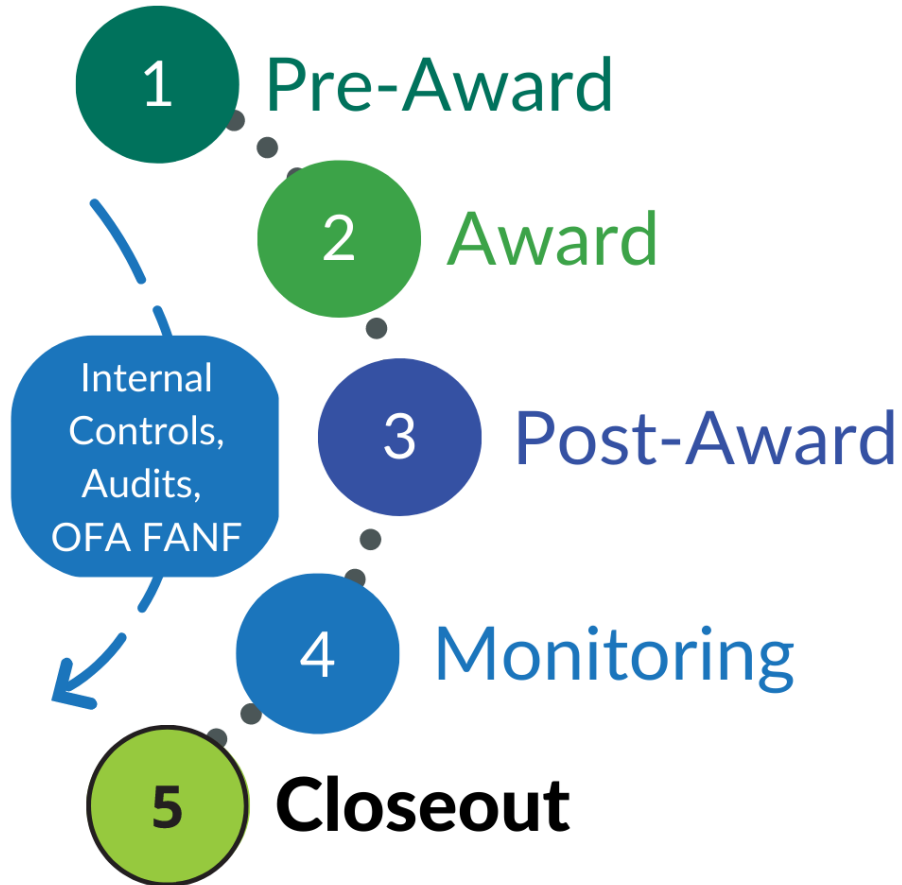 1 Pre-Award
2 Award
Internal
Controls,
Audits,
OFA FANF
3 Post-Award
4 Monitoring
5 Closeout